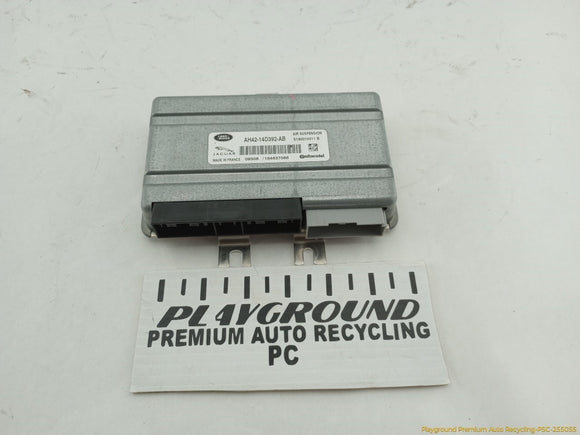 LAND ROVER
JAGUAR
AH42-14D392-AB
AIR SUSPENSION
MADE IN FRANCE
Continental
PLAYGROUND
PREMIUM AUTO RECYCLING
PC
Playground Premium Auto Recycling-PSC-255055